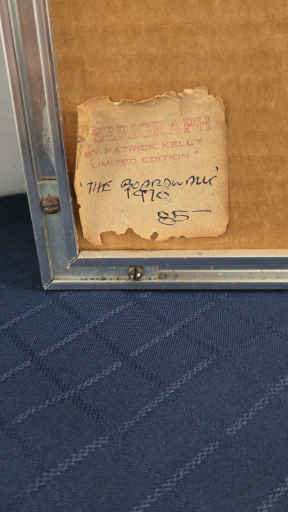 SERIGRAPH
BY PATRICK KELLY
"LIMITED EDITION"
'THE BOARDWALK'
1970
85—